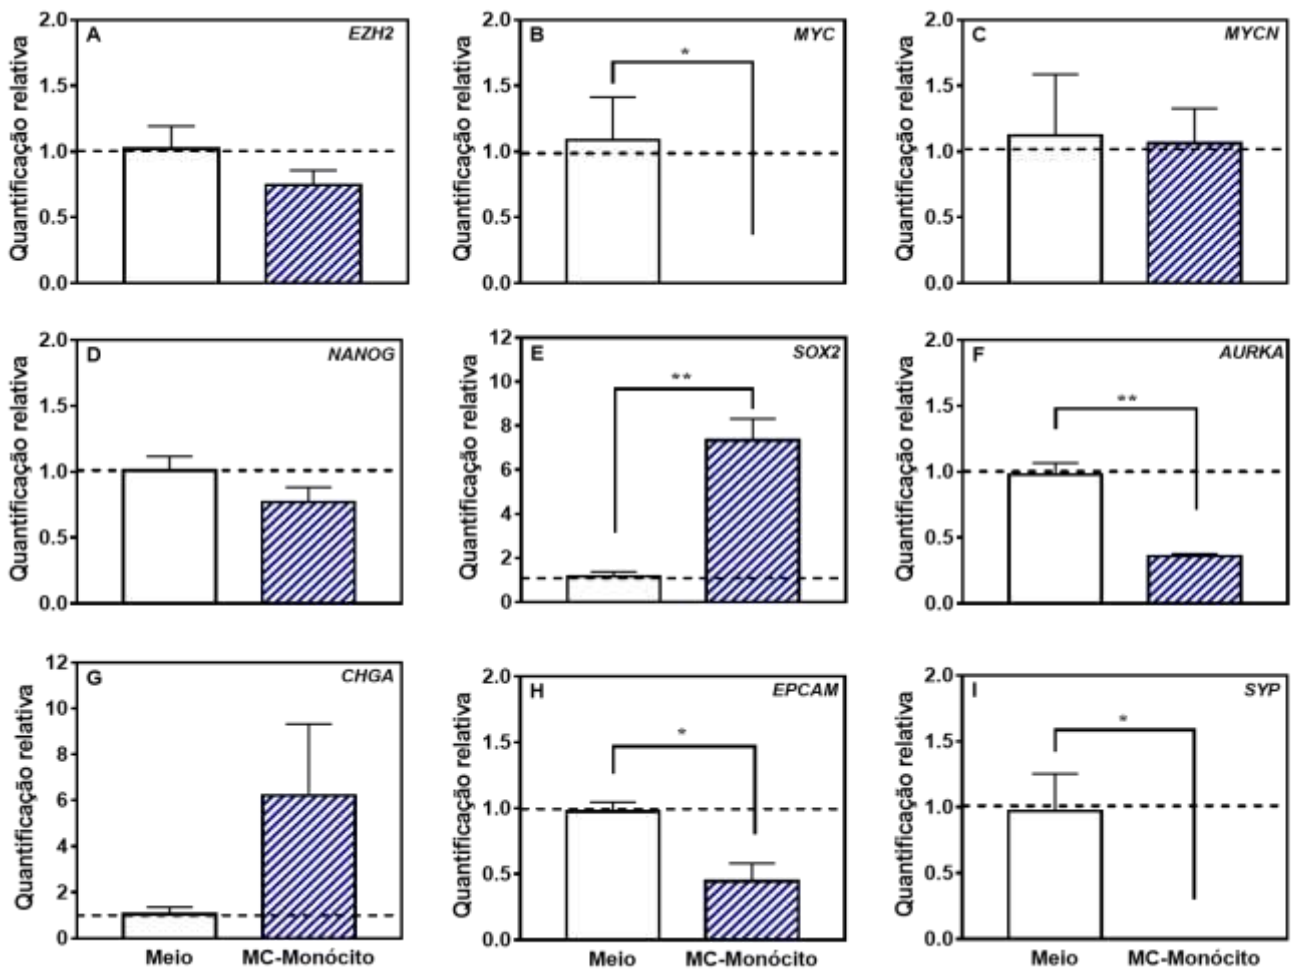 A
EZH2
Quantificação relativa
2.0
1.5
1.0
0.5
0.0
B
MYC
*
Quantificação relativa
2.0
1.5
1.0
0.5
0.0
C
MYCN
Quantificação relativa
2.0
1.5
1.0
0.5
0.0
D
NANOG
Quantificação relativa
2.0
1.5
1.0
0.5
0.0
E
SOX2
**
Quantificação relativa
12
10
8
6
4
2
0
F
AURKA
**
Quantificação relativa
2.0
1.5
1.0
0.5
0.0
G
CHGA
Quantificação relativa
12
10
8
6
4
2
0
Meio MC-Monócito
H
EPCAM
*
Quantificação relativa
2.0
1.5
1.0
0.5
0.0
Meio MC-Monócito
I
SYP
*
Quantificação relativa
2.0
1.5
1.0
0.5
0.0
Meio MC-Monócito